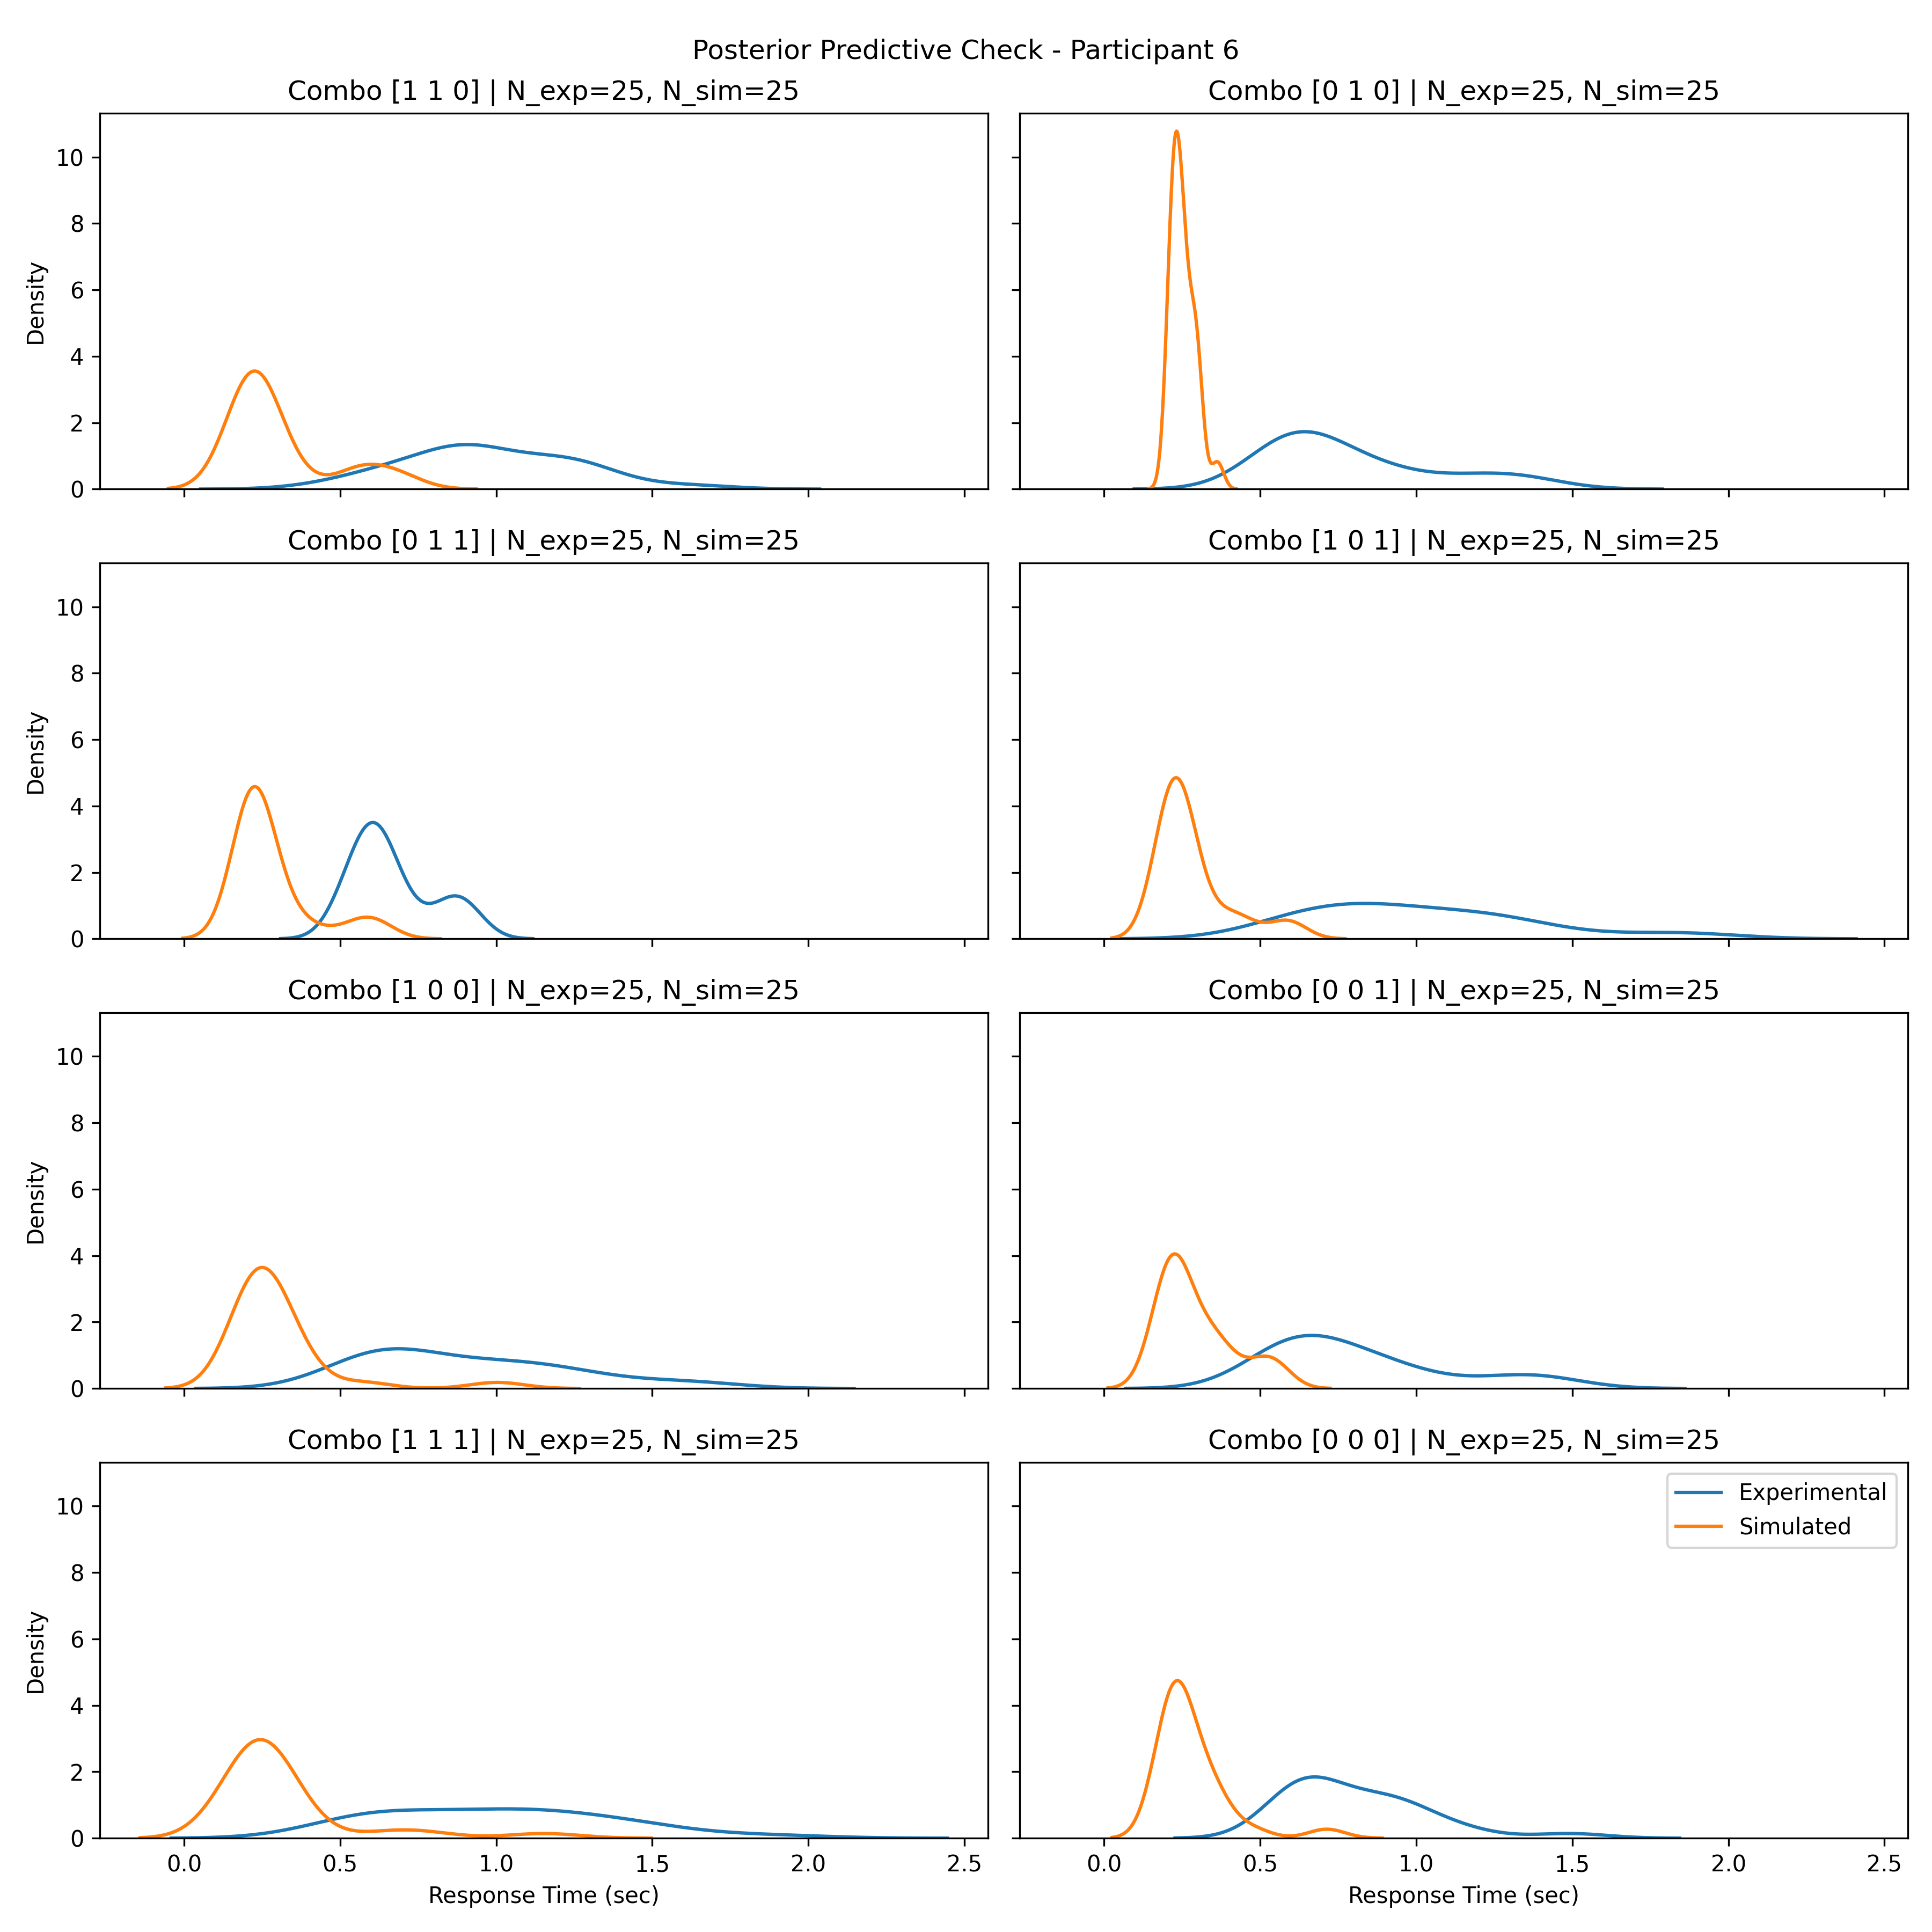 Posterior Predictive Check - Participant 6
Combo [1 1 0] | N_exp=25, N_sim=25
Combo [0 1 0] | N_exp=25, N_sim=25
Density
10
8
6
4
2
0
Combo [0 1 1] | N_exp=25, N_sim=25
Combo [1 0 1] | N_exp=25, N_sim=25
Density
10
8
6
4
2
0
Combo [1 0 0] | N_exp=25, N_sim=25
Combo [0 0 1] | N_exp=25, N_sim=25
Density
10
8
6
4
2
0
Combo [1 1 1] | N_exp=25, N_sim=25
Combo [0 0 0] | N_exp=25, N_sim=25
Density
10
8
6
4
2
0
Experimental
Simulated
0.0 0.5 1.0 1.5 2.0 2.5
Response Time (sec)
0.0 0.5 1.0 1.5 2.0 2.5
Response Time (sec)